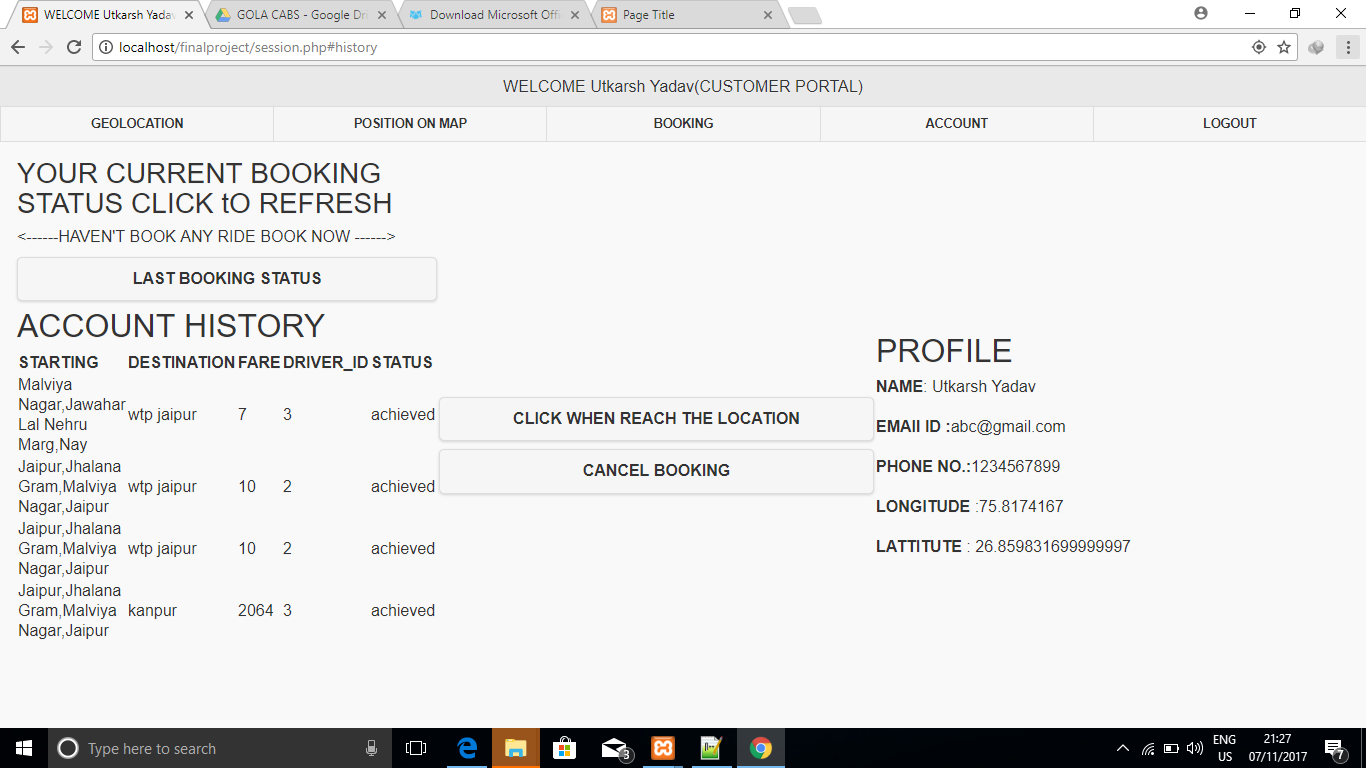 WELCOME Utkarsh Yadav
GOLA CABS - Google Dri
Download Microsoft Offi
Page Title
localhost/finalproject/session.php#history
WELCOME Utkarsh Yadav(CUSTOMER PORTAL)
GEOLOCATION
POSITION ON MAP
BOOKING
ACCOUNT
LOGOUT
YOUR CURRENT BOOKING
STATUS CLICK tO REFRESH
<------HAVEN'T BOOK ANY RIDE BOOK NOW ------>
LAST BOOKING STATUS
ACCOUNT HISTORY
STARTING DESTINATION FARE DRIVER_ID STATUS
Malviya
Nagar,Jawahar
Lal Nehru
Marg,Nay
wtp jaipur 7 3 achieved
Jaipur,Jhalana
Gram,Malviya
Nagar,Jaipur
wtp jaipur 10 2 achieved
Jaipur,Jhalana
Gram,Malviya
Nagar,Jaipur
wtp jaipur 10 2 achieved
Jaipur,Jhalana
Gram,Malviya
Nagar,Jaipur
kanpur 2064 3 achieved
CLICK WHEN REACH THE LOCATION
CANCEL BOOKING
PROFILE
NAME: Utkarsh Yadav
EMAIl ID :abc@gmail.com
PHONE NO.:1234567899
LONGITUDE :75.8174167
LATTITUTE : 26.859831699999997
Type here to search
3
ENG
US
21:27
07/11/2017
7